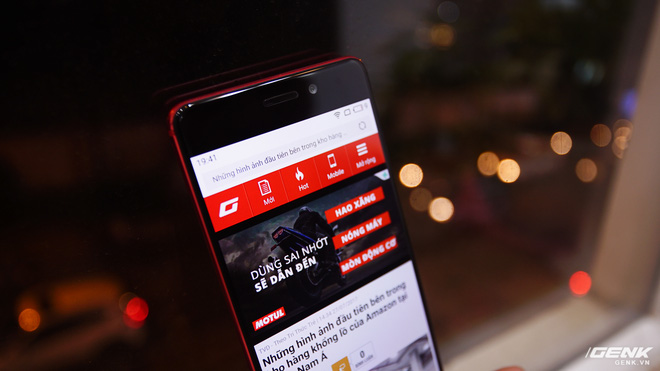 19:41
Những hình ảnh đầu tiên bên trong kho hàng ...
Mới
Hot
Mobile
Mở rộng
DÙNG SAI NHỚT
SẼ DẪN ĐẾN
HAO XĂNG
NÓNG MÁY
MÒN ĐỘNG CƠ
MOTUL
Những hình ảnh đầu tiên bên trong
kho hàng khổng lồ của Amazon tại
Nam Á
0
GENK
GENK.VN